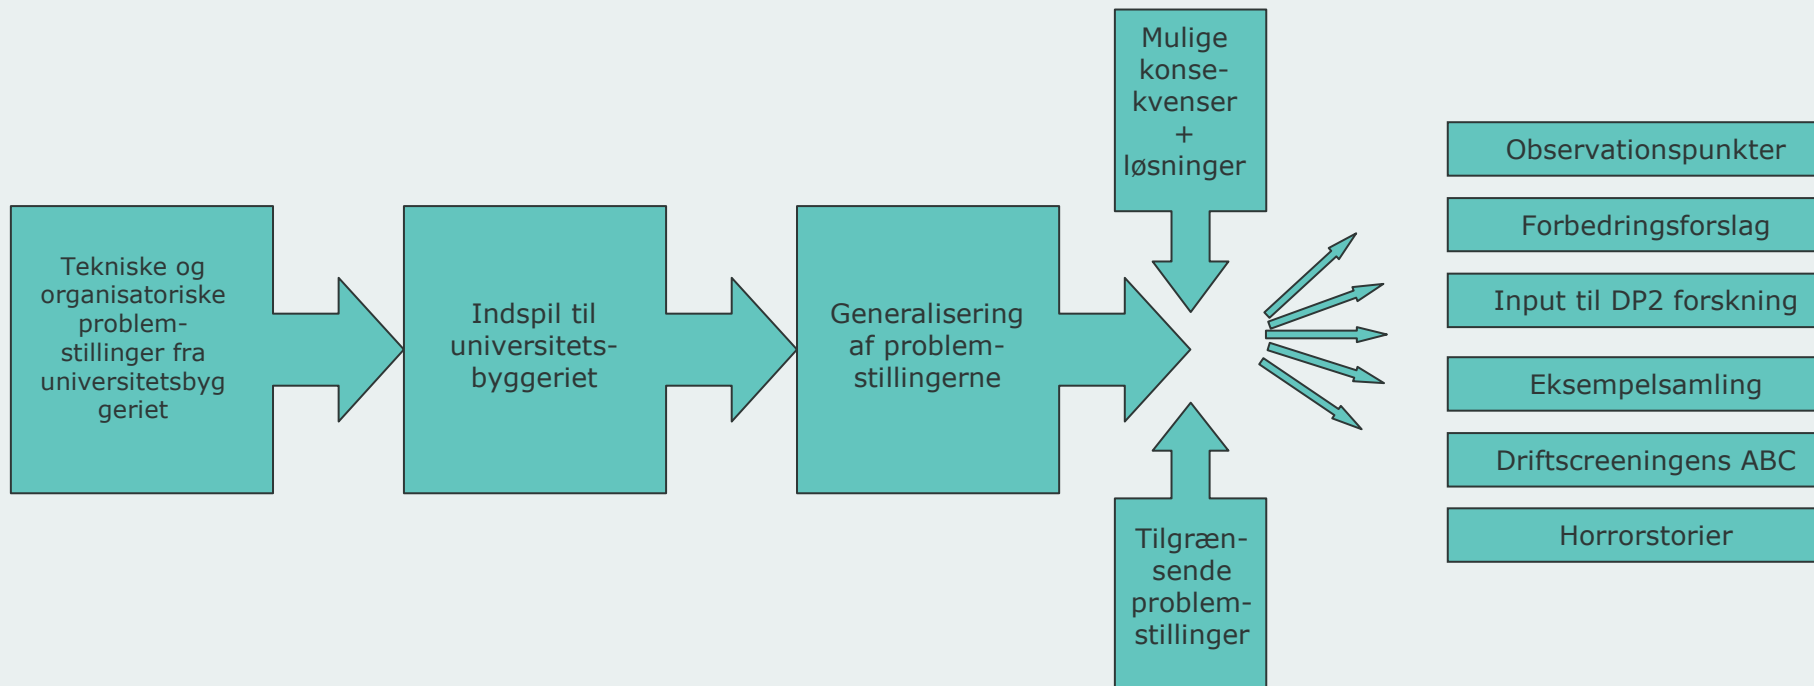 Tekniske og
organisatoriske
problem-
stillinger fra
universitetsbyg
geriet
Indspil til
universitets-
byggeriet
Generalisering
af problem-
stillingerne
Mulige
konse-
kvenser
+
løsninger
Tilgræn-
sende
problem-
stillinger
Observationspunkter
Forbedringsforslag
Input til DP2 forskning
Eksempelsamling
Driftscreeningens ABC
Horrorstorier